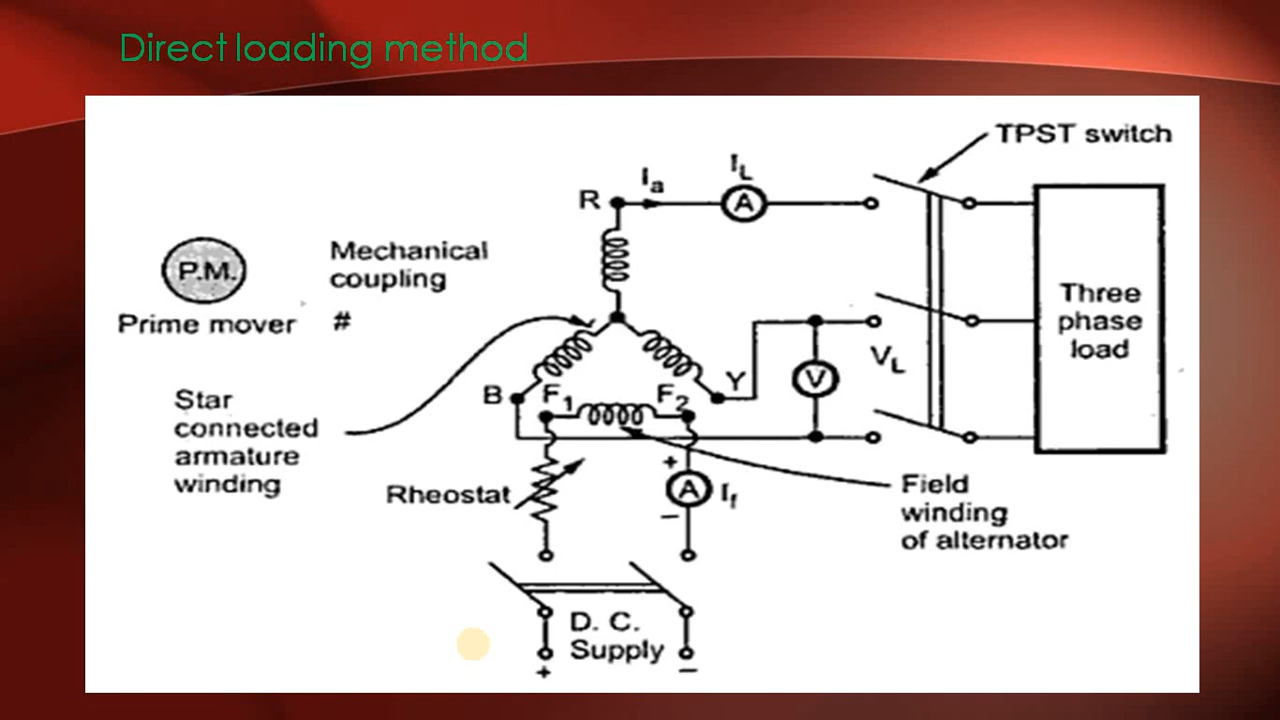 Direct loading method
TPST switch
I_L
I_a
R
A
P.M.
Mechanical
coupling
Prime mover #
Three
phase
load
V_L
V
Y
B
F_1
F_2
Star
connected
armature
winding
Rheostat
+
A
I_f
–
Field
winding
of alternator
D. C.
Supply
+
–